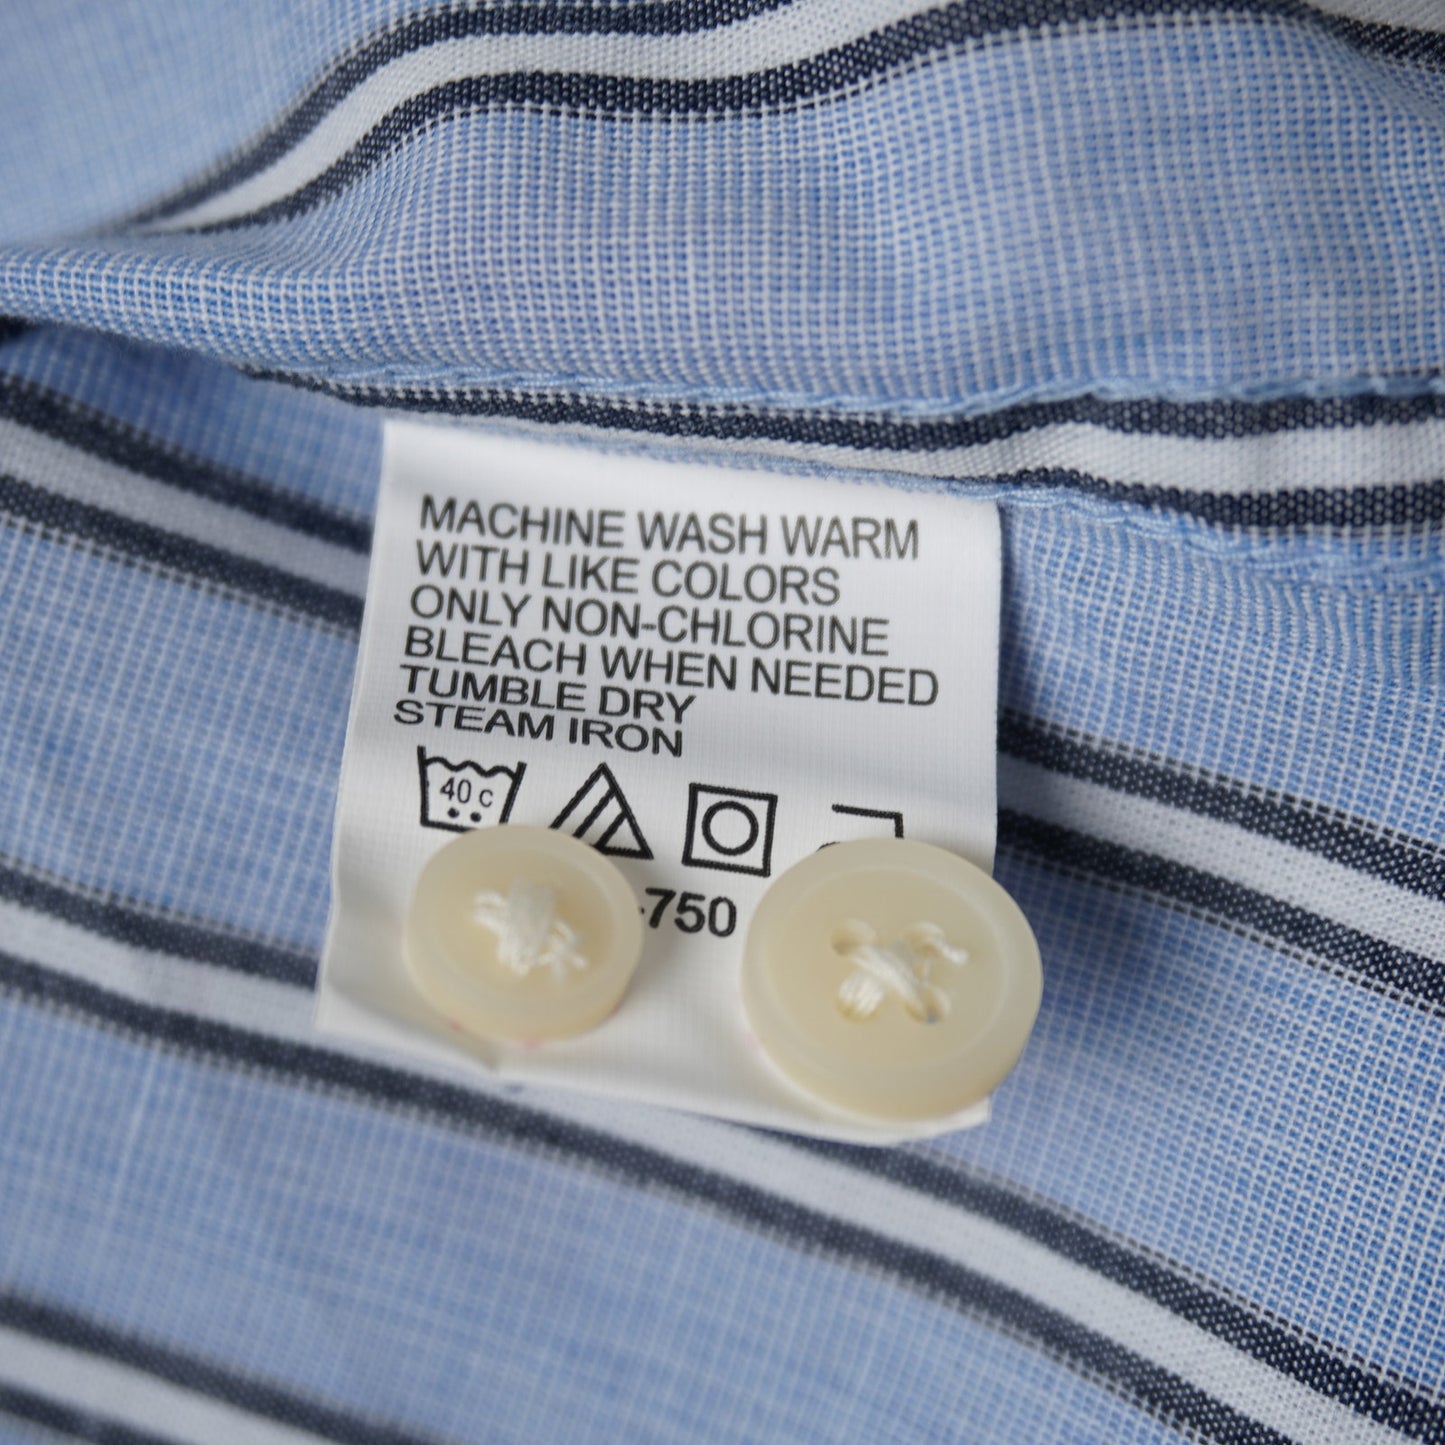 MACHINE WASH WARM
WITH LIKE COLORS
ONLY NON-CHLORINE
BLEACH WHEN NEEDED
TUMBLE DRY
STEAM IRON
40 c
-750